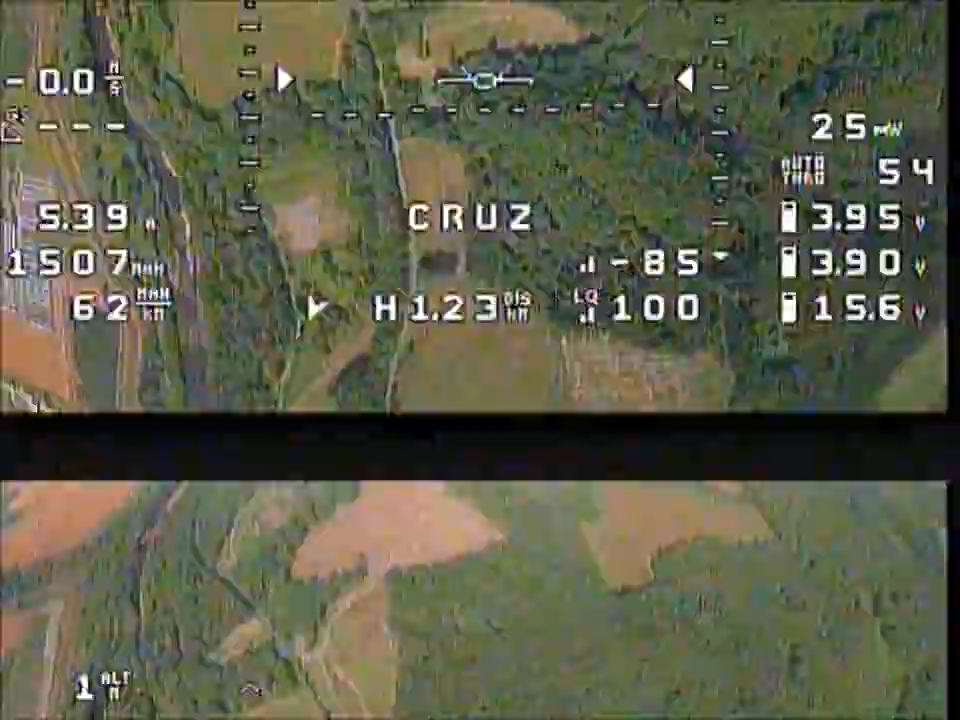 - 0.0 M/S
25 mW
- - -
AUTO THRO 54
5.39 A
CRUZ
3.95 V
1507 MAH
-85
3.90 V
62 MAH/KM
H 1.23 DIS KM
LQ 100
15.6 V
1 ALT M